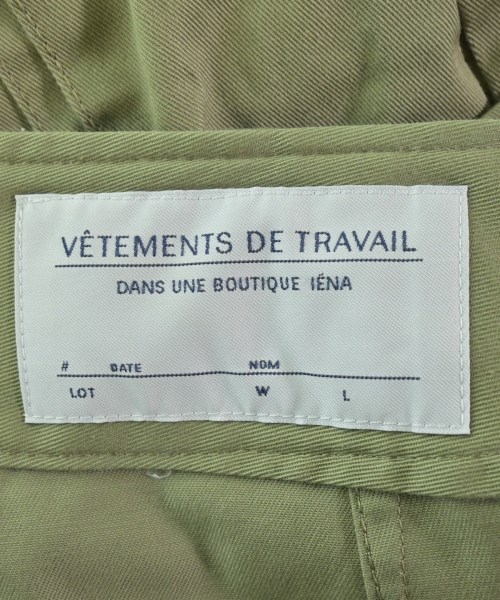 VÊTEMENTS DE TRAVAIL
DANS UNE BOUTIQUE IÉNA
# DATE NOM
LOT W L